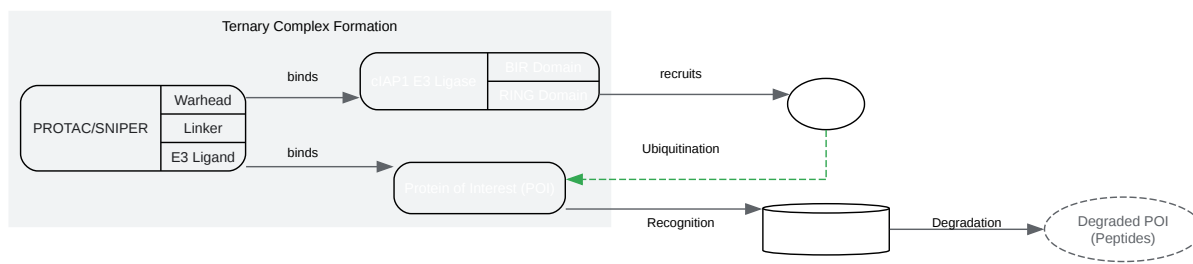 Ternary Complex Formation
PROTAC/SNIPER
Warhead
Linker
E3 Ligand
binds
binds
cIAP1 E3 Ligase
BIR Domain
RING Domain
Protein of Interest (POI)
recruits
Ubiquitination
Recognition
Degradation
Degraded POI
(Peptides)